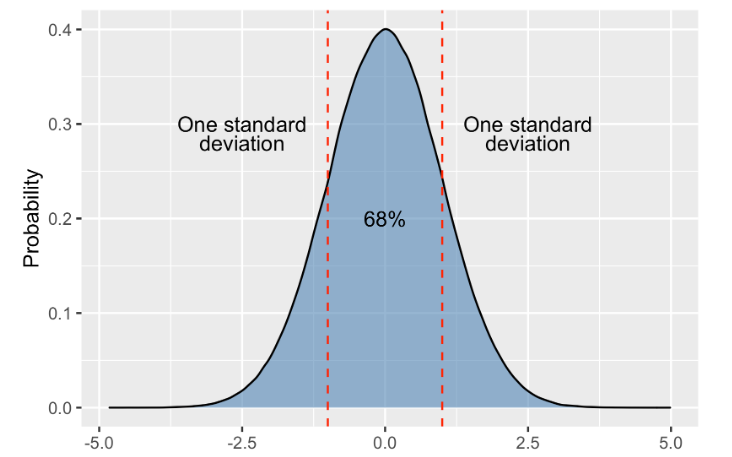 0.4
0.3
0.2
0.1
0.0
Probability
One standard
deviation
One standard
deviation
68%
-5.0
-2.5
0.0
2.5
5.0